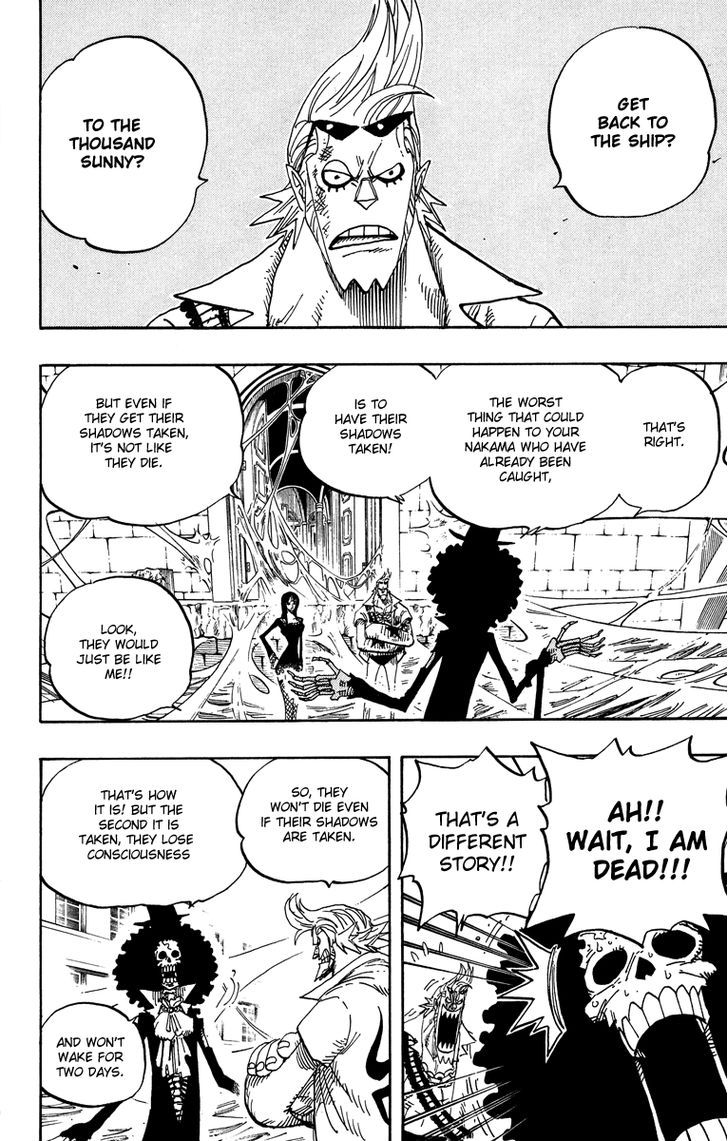 GET
BACK TO
THE SHIP?
TO THE
THOUSAND
SUNNY?
THAT'S
RIGHT.
THE WORST
THING THAT COULD
HAPPEN TO YOUR
NAKAMA WHO HAVE
ALREADY BEEN
CAUGHT,
IS TO
HAVE THEIR
SHADOWS
TAKEN!
BUT EVEN IF
THEY GET THEIR
SHADOWS TAKEN,
IT'S NOT LIKE
THEY DIE.
LOOK,
THEY WOULD
JUST BE LIKE
ME!!
AH!!
WAIT, I AM
DEAD!!!
THAT'S A
DIFFERENT
STORY!!
SO, THEY
WON'T DIE EVEN
IF THEIR SHADOWS
ARE TAKEN.
THAT'S HOW
IT IS! BUT THE
SECOND IT IS
TAKEN, THEY LOSE
CONSCIOUSNESS
AND WON'T
WAKE FOR
TWO DAYS.